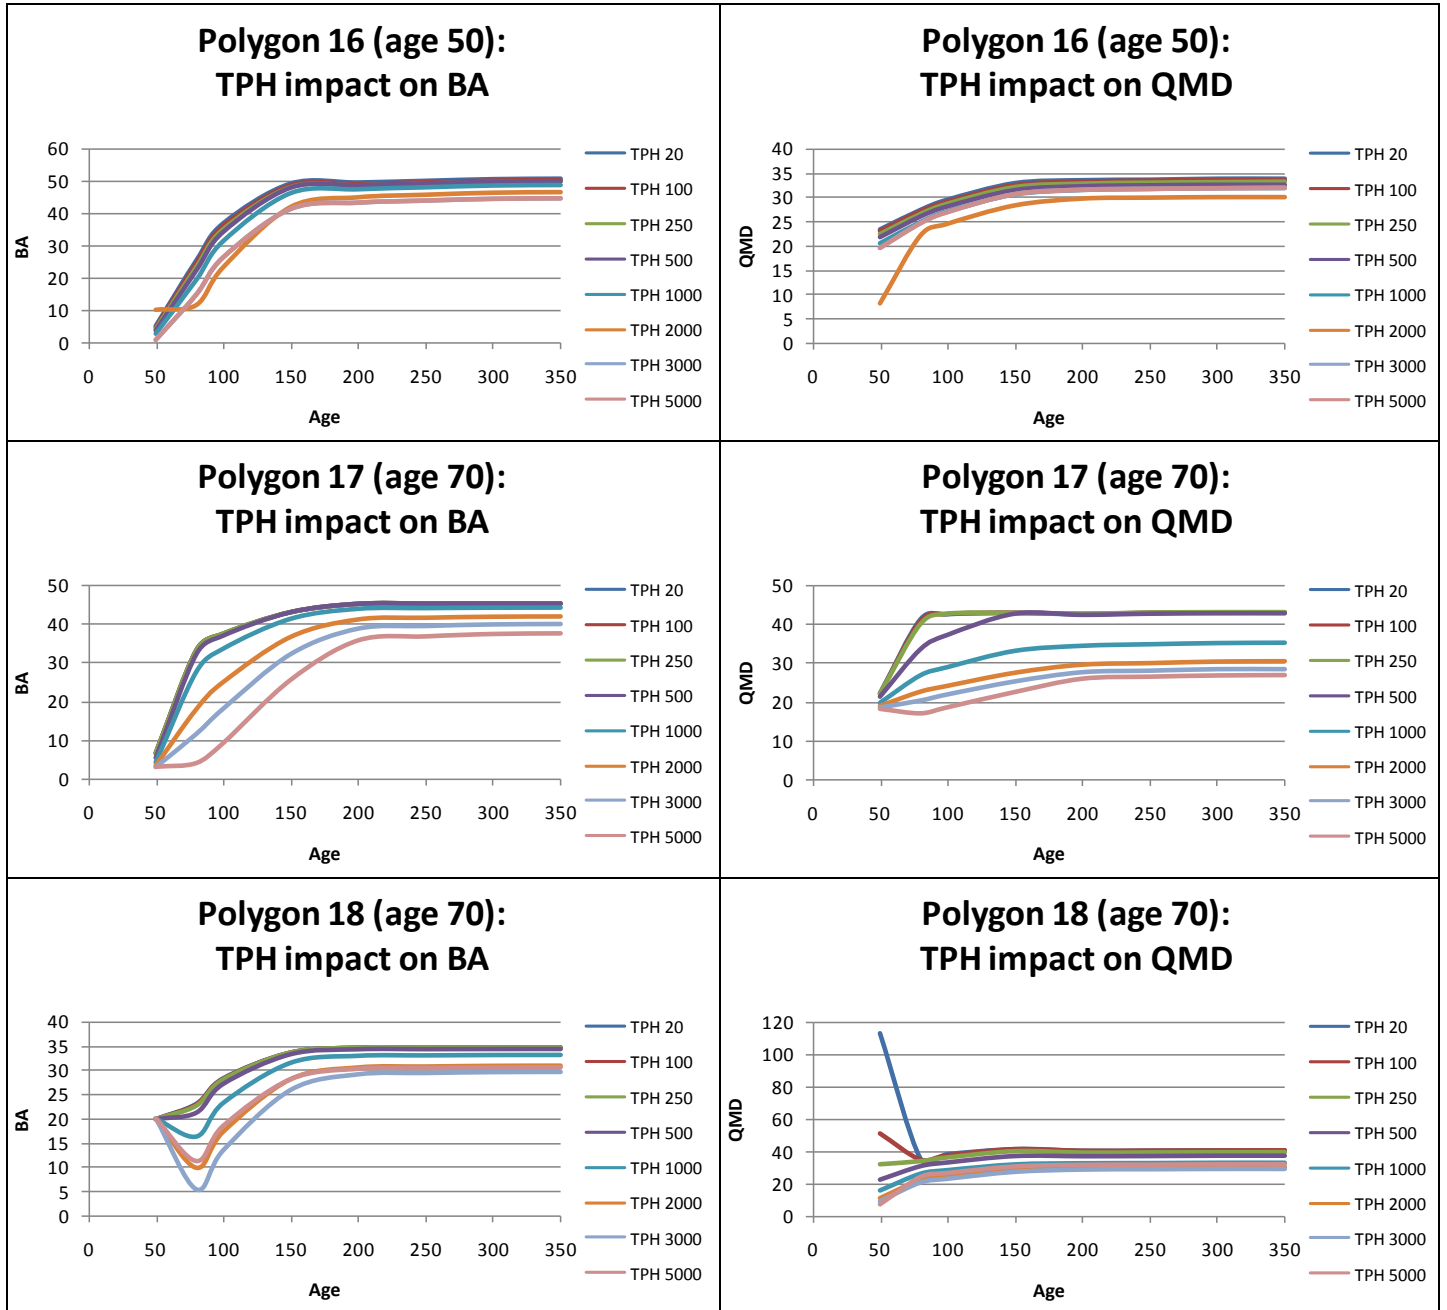 Polygon 16 (age 50):
TPH impact on BA
60
50
40
30
20
10
0
BA
0 50 100 150 200 250 300 350
Age
TPH 20
TPH 100
TPH 250
TPH 500
TPH 1000
TPH 2000
TPH 3000
TPH 5000
Polygon 16 (age 50):
TPH impact on QMD
40
35
30
25
20
15
10
5
0
QMD
0 50 100 150 200 250 300 350
Age
TPH 20
TPH 100
TPH 250
TPH 500
TPH 1000
TPH 2000
TPH 3000
TPH 5000
Polygon 17 (age 70):
TPH impact on BA
50
40
30
20
10
0
BA
0 50 100 150 200 250 300 350
Age
TPH 20
TPH 100
TPH 250
TPH 500
TPH 1000
TPH 2000
TPH 3000
TPH 5000
Polygon 17 (age 70):
TPH impact on QMD
50
40
30
20
10
0
QMD
0 50 100 150 200 250 300 350
Age
TPH 20
TPH 100
TPH 250
TPH 500
TPH 1000
TPH 2000
TPH 3000
TPH 5000
Polygon 18 (age 70):
TPH impact on BA
40
35
30
25
20
15
10
5
0
BA
0 50 100 150 200 250 300 350
Age
TPH 20
TPH 100
TPH 250
TPH 500
TPH 1000
TPH 2000
TPH 3000
TPH 5000
Polygon 18 (age 70):
TPH impact on QMD
120
100
80
60
40
20
0
QMD
0 50 100 150 200 250 300 350
Age
TPH 20
TPH 100
TPH 250
TPH 500
TPH 1000
TPH 2000
TPH 3000
TPH 5000